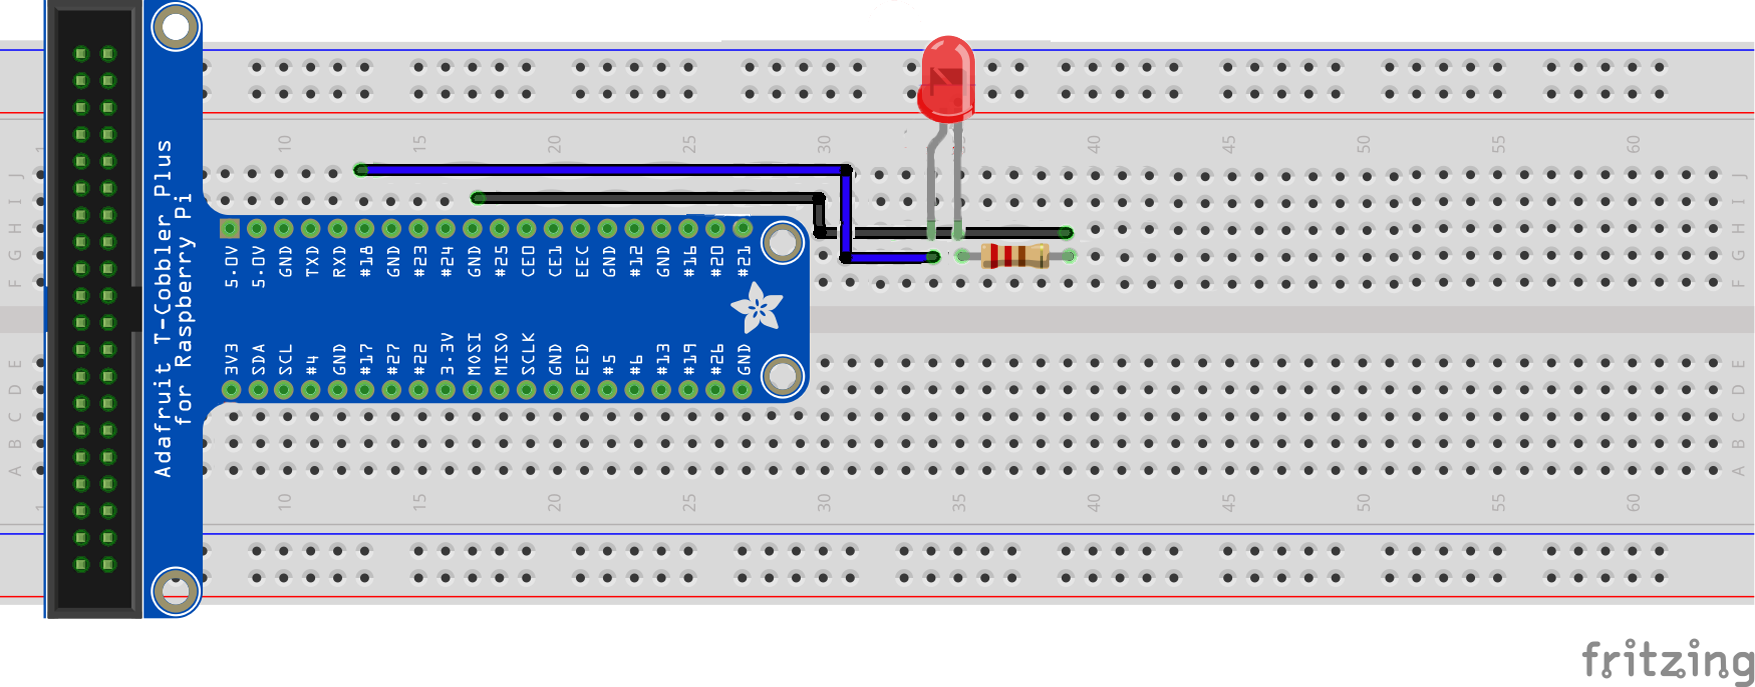 1 10 15 20 25 30 35 40 45 50 55 60
J J
I I
H H
G G
F F
5.0V 5.0V GND TXD RXD #18 GND #23 #24 GND #25 CE0 CE1 EEC GND #12 GND #16 #20 #21
Adafruit T-Cobbler Plus
for Raspberry Pi
3V3 SDA SCL #4 GND #17 #27 #22 3.3V MOSI MISO SCLK GND EED #5 #6 #13 #19 #26 GND
E E
D D
C C
B B
A A
1 10 15 20 25 30 35 40 45 50 55 60
fritzing